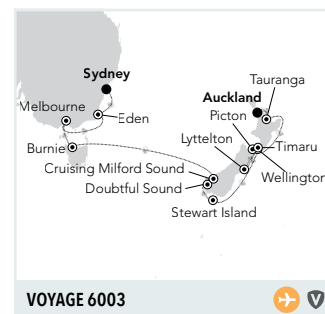 Sydney
Tauranga
Auckland
Melbourne
Eden
Picton
Timaru
Burnie
Lyttelton
Cruising Milford Sound
Wellington
Doubtful Sound
Stewart Island
VOYAGE 6003
V